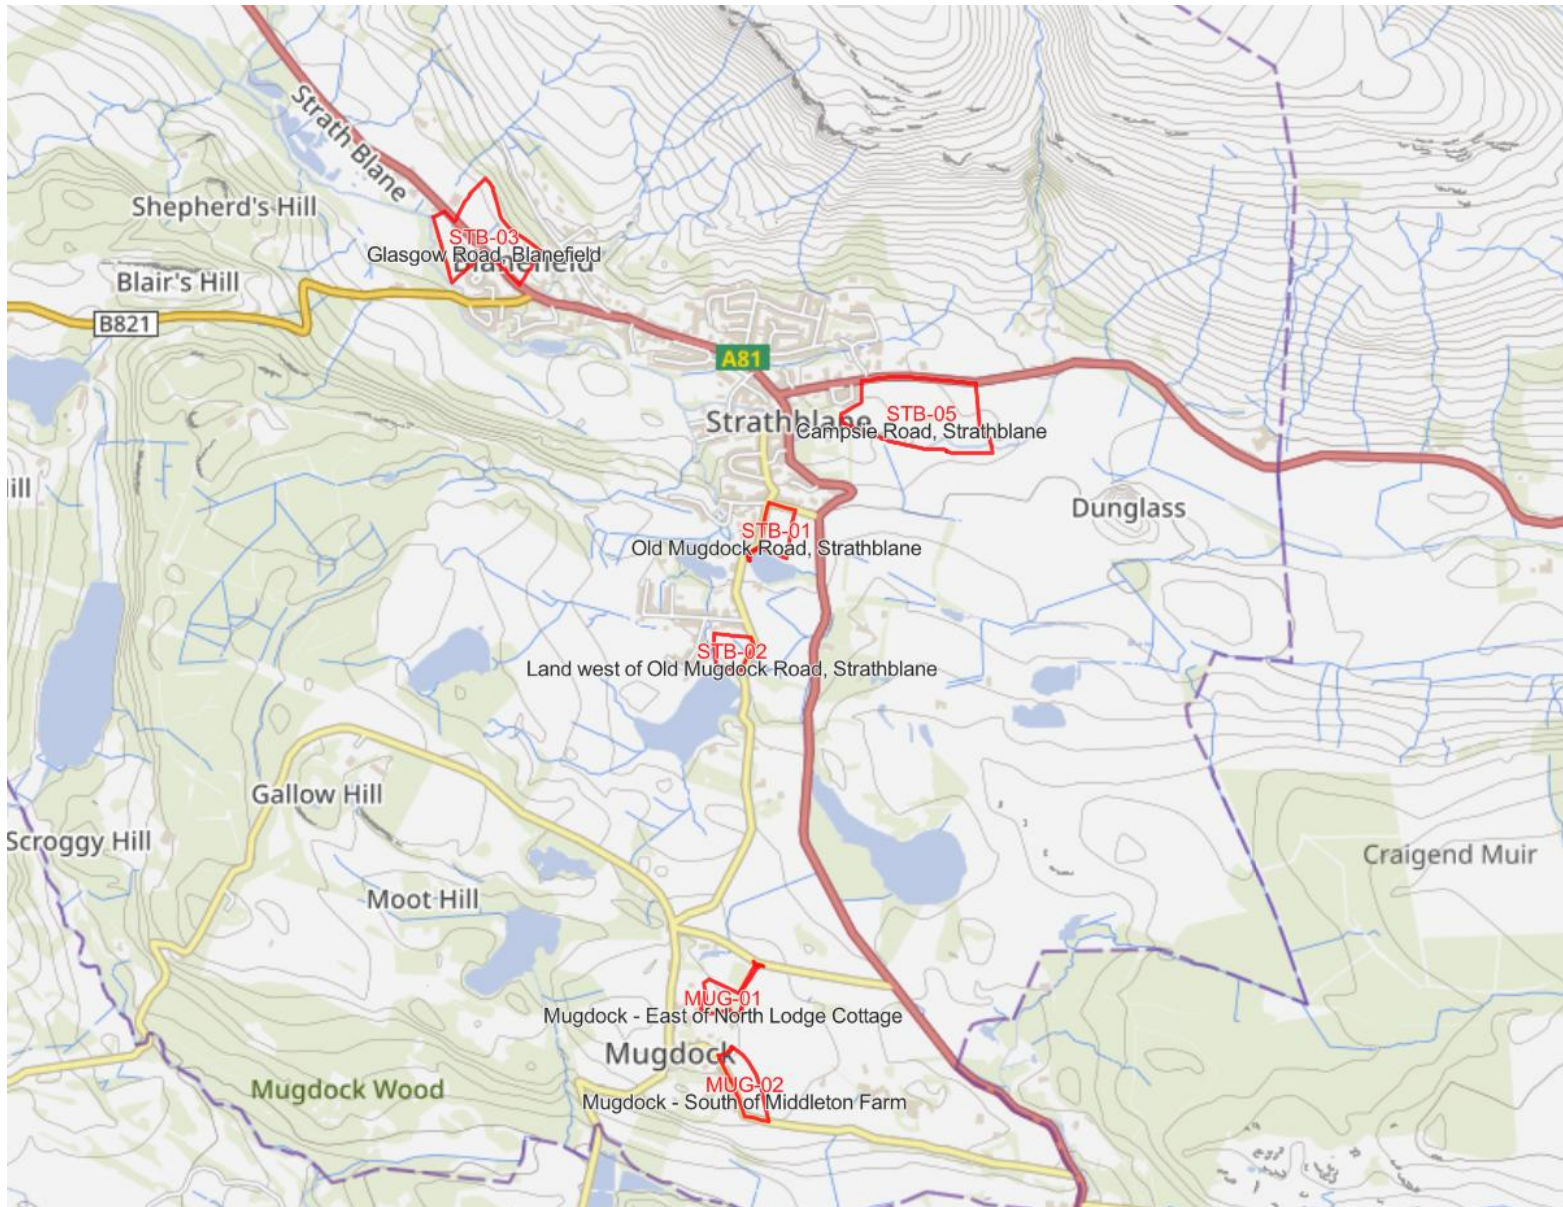 Strath Blane
Shepherd's Hill
STB-03
Glasgow Road, Blanefield
Blanefield
Blair's Hill
B821
A81
Strathblane
STB-05
Campsie Road, Strathblane
ill
Dunglass
STB-01
Old Mugdock Road, Strathblane
STB-02
Land west of Old Mugdock Road, Strathblane
Gallow Hill
Scroggy Hill
Craigend Muir
Moot Hill
MUG-01
Mugdock - East of North Lodge Cottage
Mugdock
MUG-02
Mugdock - South of Middleton Farm
Mugdock Wood